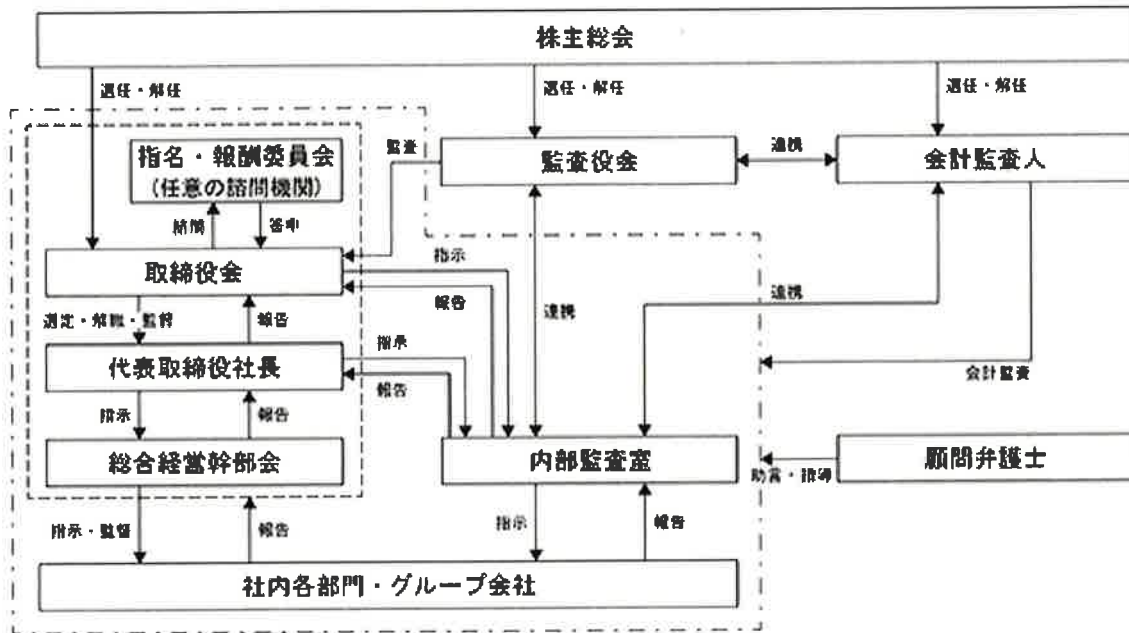 株主総会
選任・解任
選任・解任
選任・解任
指名・報酬委員会
(任意の諮問機関)
監査
監査役会
連携
会計監査人
諮問
答申
取締役会
指示
報告
連携
連携
選定・解職・監督
報告
代表取締役社長
指示
報告
会計監査
指示
報告
総合経営幹部会
内部監査室
顧問弁護士
助言・指導
指示・監督
報告
指示
報告
社内各部門・グループ会社